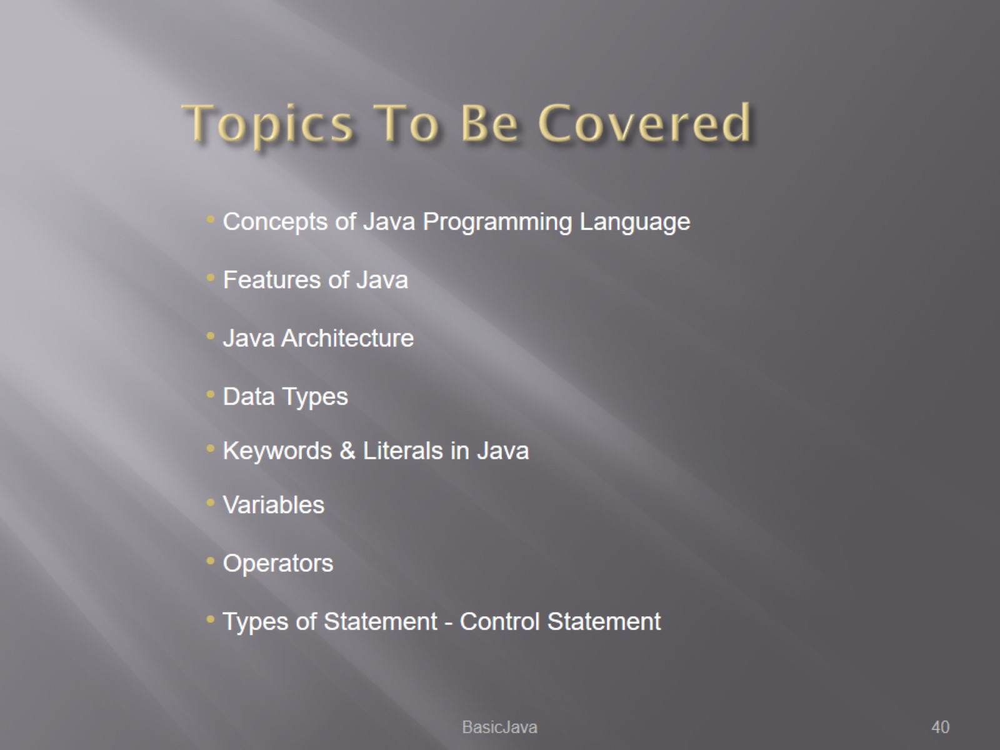 Topics To Be Covered
• Concepts of Java Programming Language
• Features of Java
• Java Architecture
• Data Types
• Keywords & Literals in Java
• Variables
• Operators
• Types of Statement - Control Statement
BasicJava
40